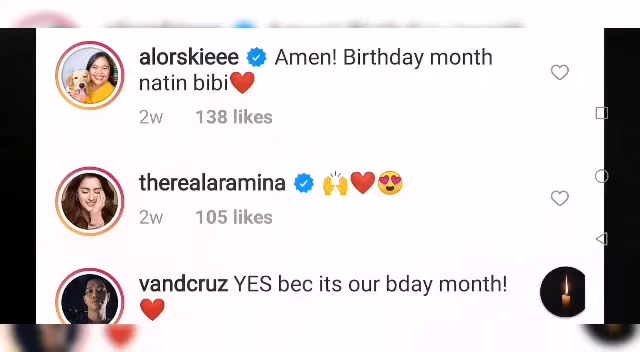 alorskieee Amen! Birthday month
natin bibi❤️
2w 138 likes
therealaramina 🙌❤️😍
2w 105 likes
vandcruz YES bec its our bday month!
❤️